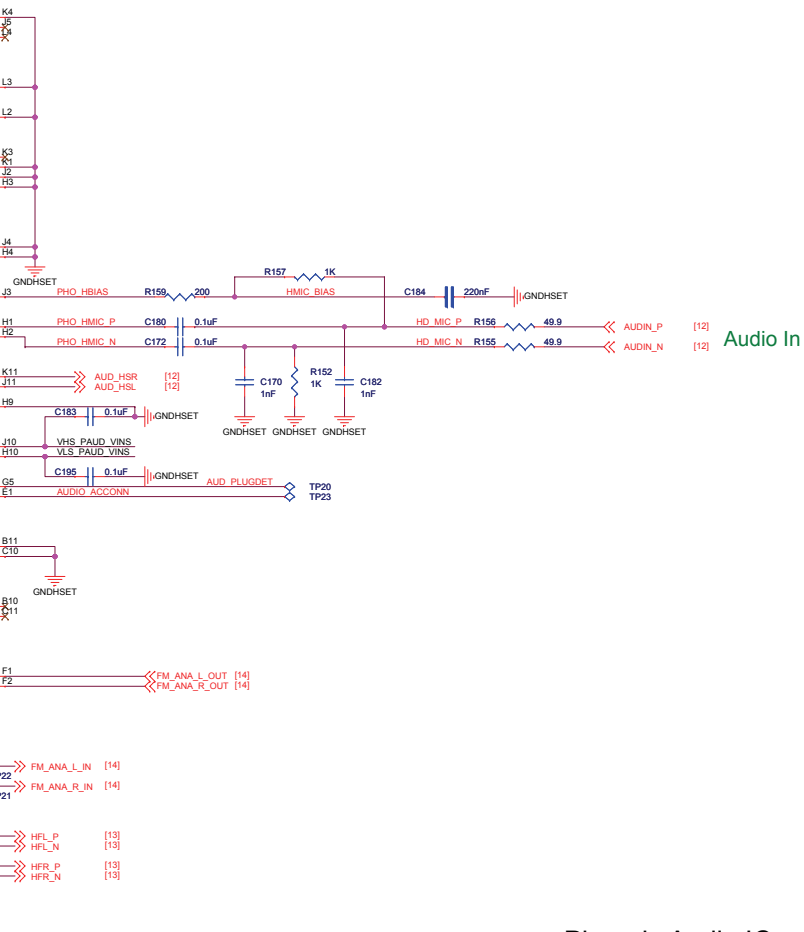 K4
J5
L4
L3
L2
K3
K1
J2
H3
J4
H4
GNDHSET
R157 1K
J3 PHO_HBIAS R159 200 HMIC_BIAS C184 220nF GNDHSET
H1 PHO_HMIC_P C180 0.1uF HD_MIC_P R156 49.9 AUDIN_P [12]
H2 PHO_HMIC_N C172 0.1uF HD_MIC_N R155 49.9 AUDIN_N [12]
Audio In
K11 AUD_HSR [12]
J11 AUD_HSL [12]
C170 1nF
R152 1K
C182 1nF
GNDHSET GNDHSET GNDHSET
H9
C183 0.1uF GNDHSET
J10 VHS_PAUD_VINS
H10 VLS_PAUD_VINS
C195 0.1uF GNDHSET
G5 AUD_PLUGDET TP20
E1 AUDIO_ACCONN TP23
B11
C10
GNDHSET
B10
C11
F1 FM_ANA_L_OUT [14]
F2 FM_ANA_R_OUT [14]
FM_ANA_L_IN [14]
P22
FM_ANA_R_IN [14]
P21
HFL_P [13]
HFL_N [13]
HFR_P [13]
HFR_N [13]